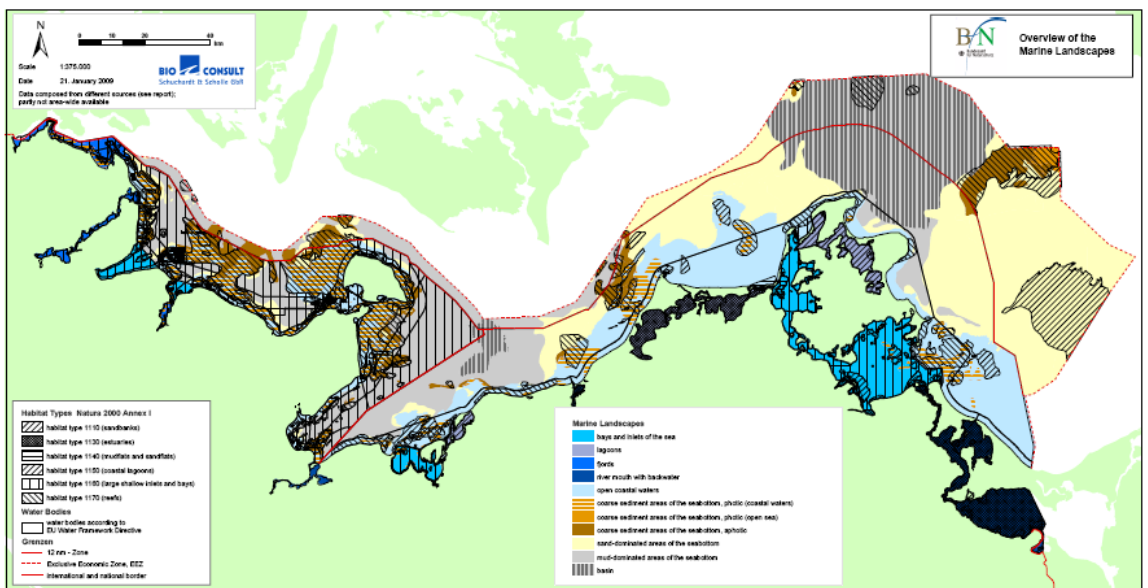 N
0 10 20 40
km
Scale 1:375.000
Date 21. January 2009
BIO CONSULT
Schuchardt & Scholle GbR
Data composed from different sources (see report);
partly not area-wide available
BfN
Overview of the
Marine Landscapes
Habitat Types Natura 2000 Annex I
habitat type 1110 (sandbanks)
habitat type 1130 (estuaries)
habitat type 1140 (mudflats and sandflats)
habitat type 1150 (coastal lagoons)
habitat type 1160 (large shallow inlets and bays)
habitat type 1170 (reefs)
Water Bodies
water bodies according to
EU Water Framework Directive
Grenzen
12 nm - Zone
Exclusive Economic Zone, EEZ
International and national border
Marine Landscapes
bays and inlets of the sea
lagoons
fjords
river mouth with backwater
open coastal waters
coarse sediment areas of the seabottom, photic (coastal waters)
coarse sediment areas of the seabottom, photic (open sea)
coarse sediment areas of the seabottom, aphotic
sand-dominated areas of the seabottom
mud-dominated areas of the seabottom
basin